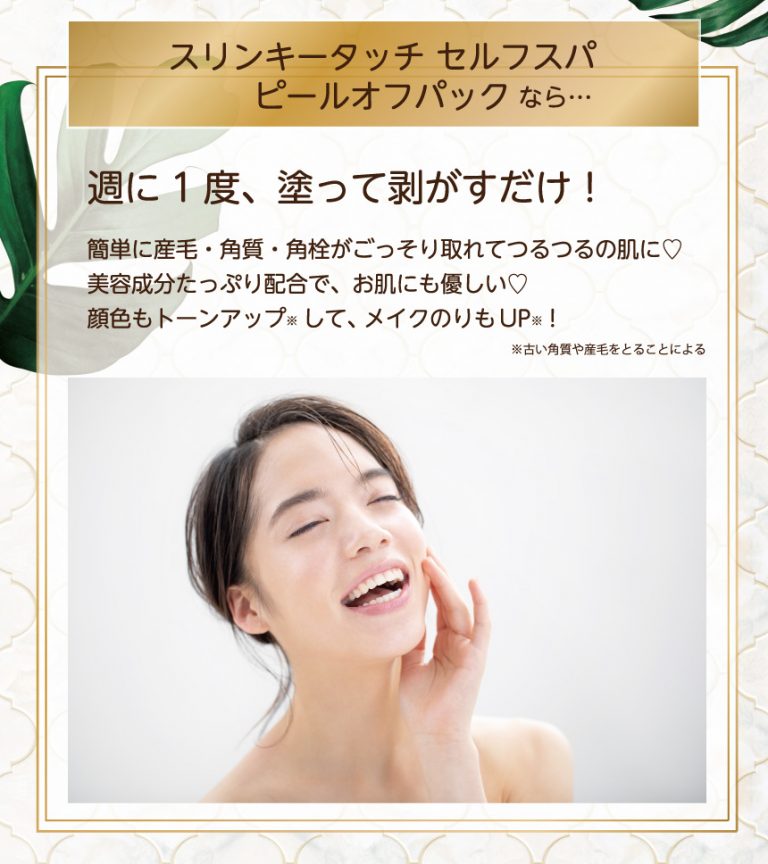 スリンキータッチ セルフスパ
ピールオフパック なら…
週に1度、塗って剥がすだけ！
簡単に産毛・角質・角栓がごっそり取れてつるつるの肌に♡
美容成分たっぷり配合で、お肌にも優しい♡
顔色もトーンアップ※して、メイクのりもUP※！
※古い角質や産毛をとることによる